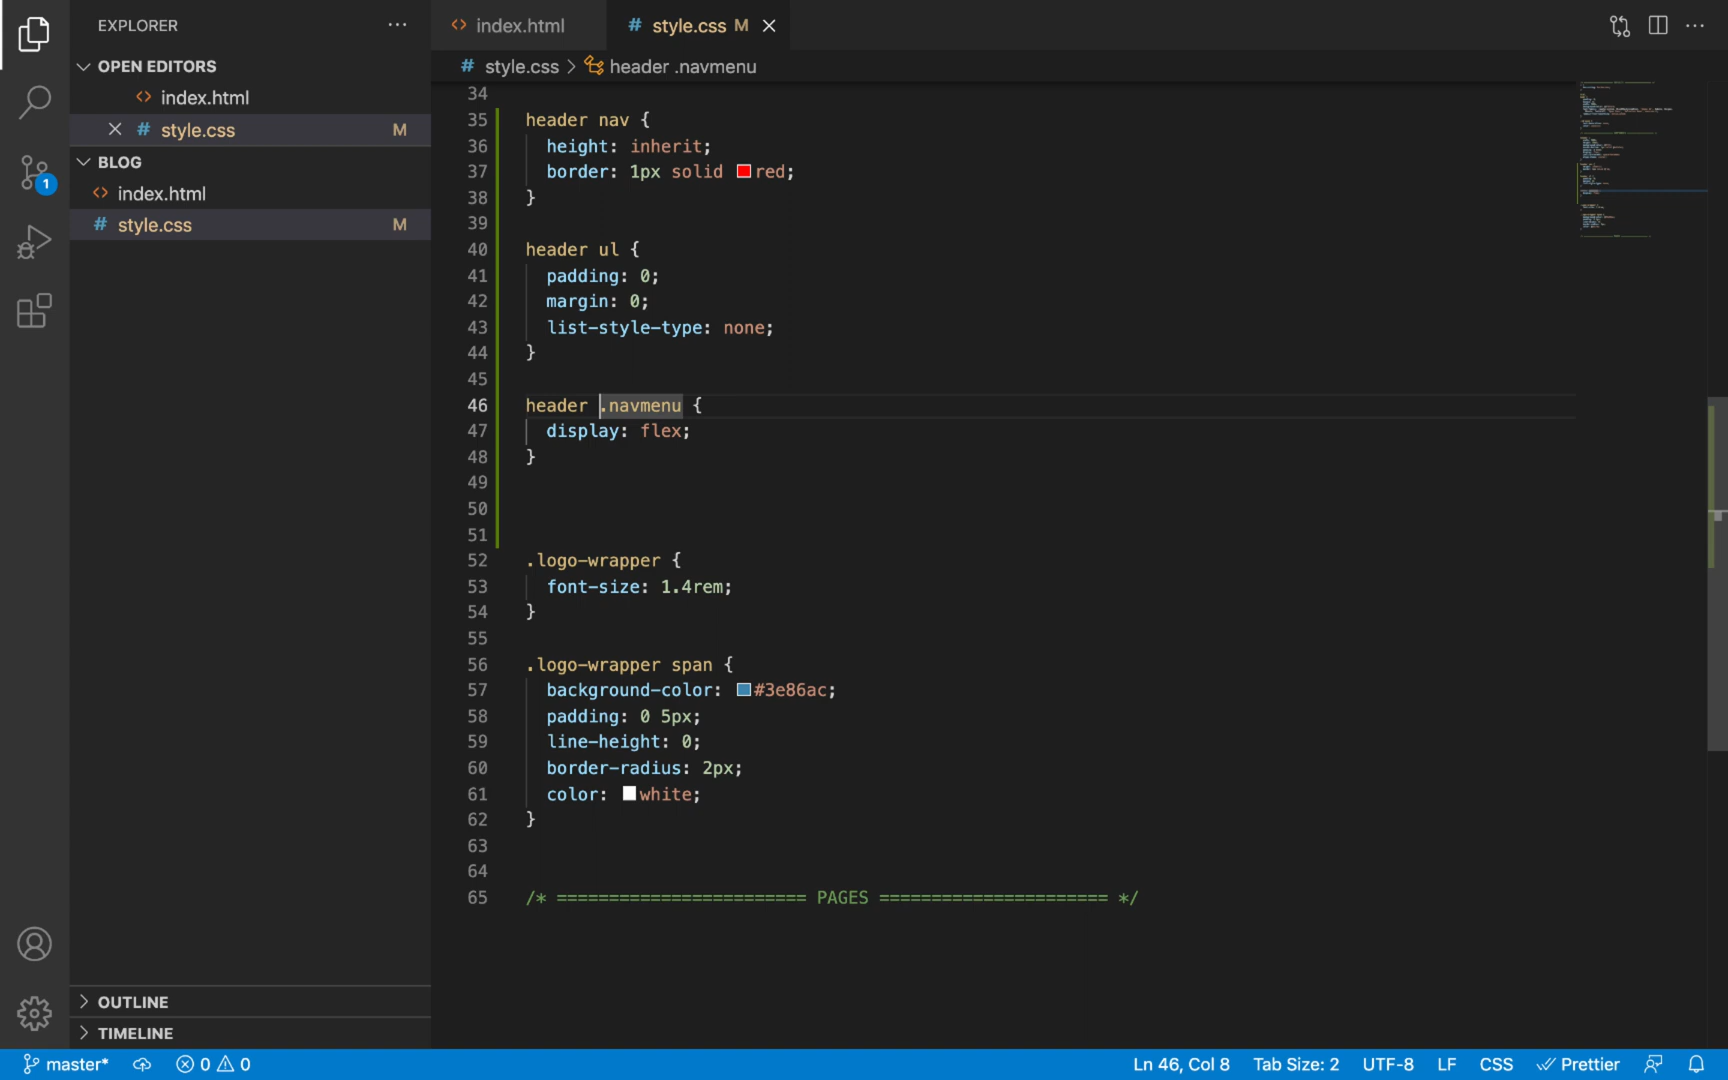 EXPLORER
index.html
# style.css M
OPEN EDITORS
# style.css > header .navmenu
index.html
# style.css M
BLOG
index.html
# style.css M
1
34
35 header nav {
36 height: inherit;
37 border: 1px solid red;
38 }
39
40 header ul {
41 padding: 0;
42 margin: 0;
43 list-style-type: none;
44 }
45
46 header .navmenu {
47 display: flex;
48 }
49
50
51
52 .logo-wrapper {
53 font-size: 1.4rem;
54 }
55
56 .logo-wrapper span {
57 background-color: #3e86ac;
58 padding: 0 5px;
59 line-height: 0;
60 border-radius: 2px;
61 color: white;
62 }
63
64
65 /* ======================== PAGES ====================== */
OUTLINE
TIMELINE
master* 0 0 Ln 46, Col 8 Tab Size: 2 UTF-8 LF CSS Prettier